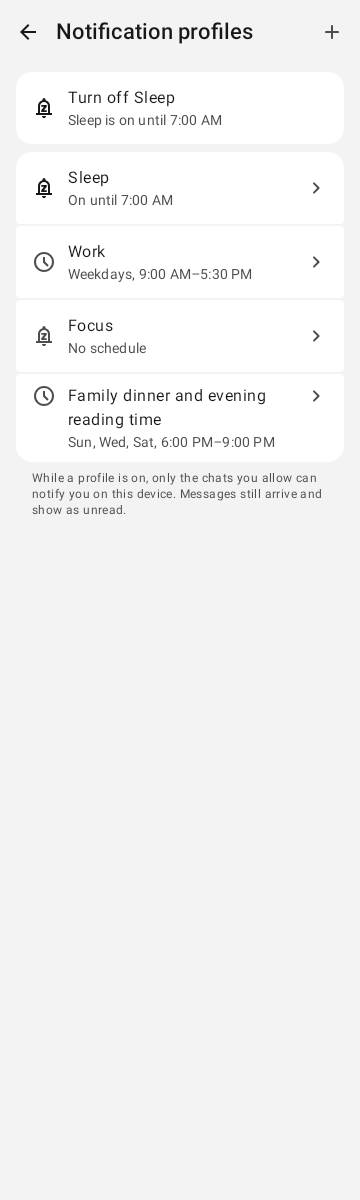 Notification profiles
Turn off Sleep
Sleep is on until 7:00 AM
Sleep
On until 7:00 AM
Work
Weekdays, 9:00 AM–5:30 PM
Focus
No schedule
Family dinner and evening
reading time
Sun, Wed, Sat, 6:00 PM–9:00 PM
While a profile is on, only the chats you allow can
notify you on this device. Messages still arrive and
show as unread.